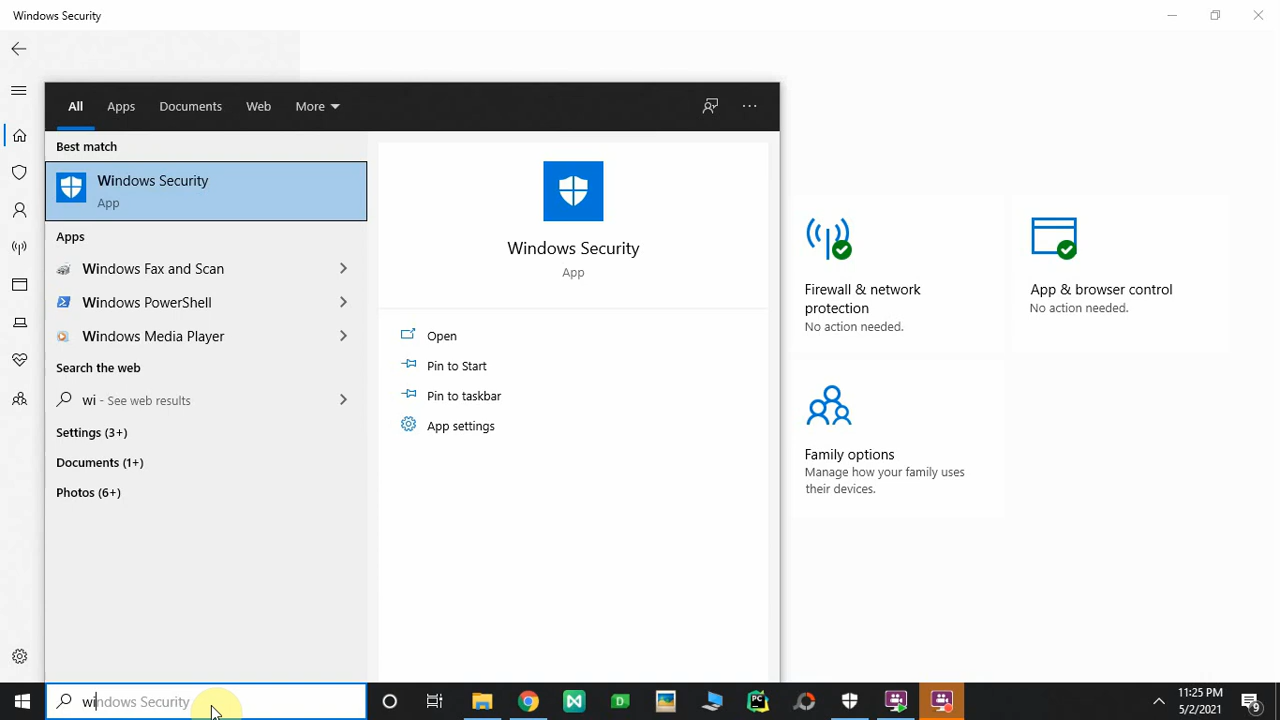 Windows Security
All
Apps
Documents
Web
More
Best match
Windows Security
App
Apps
Windows Fax and Scan
Windows PowerShell
Windows Media Player
Search the web
wi - See web results
Settings (3+)
Documents (1+)
Photos (6+)
Windows Security
App
Open
Pin to Start
Pin to taskbar
App settings
Firewall & network
protection
No action needed.
App & browser control
No action needed.
Family options
Manage how your family uses
their devices.
windows Security
PC
11:25 PM
5/2/2021
9